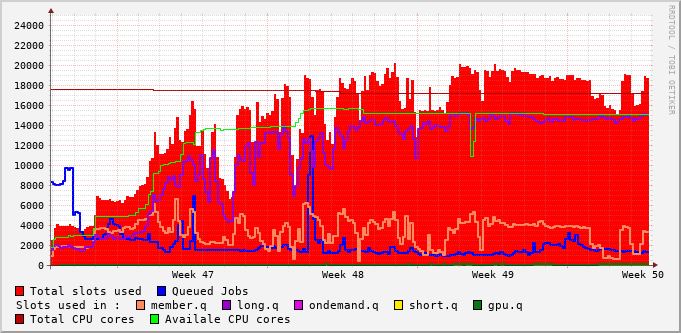 24000
22000
20000
18000
16000
14000
12000
10000
8000
6000
4000
2000
0
Week 47 Week 48 Week 49 Week 50
RRDTOOL / TOBI OETIKER
Total slots used Queued Jobs
Slots used in : member.q long.q ondemand.q short.q gpu.q
Total CPU cores Availale CPU cores